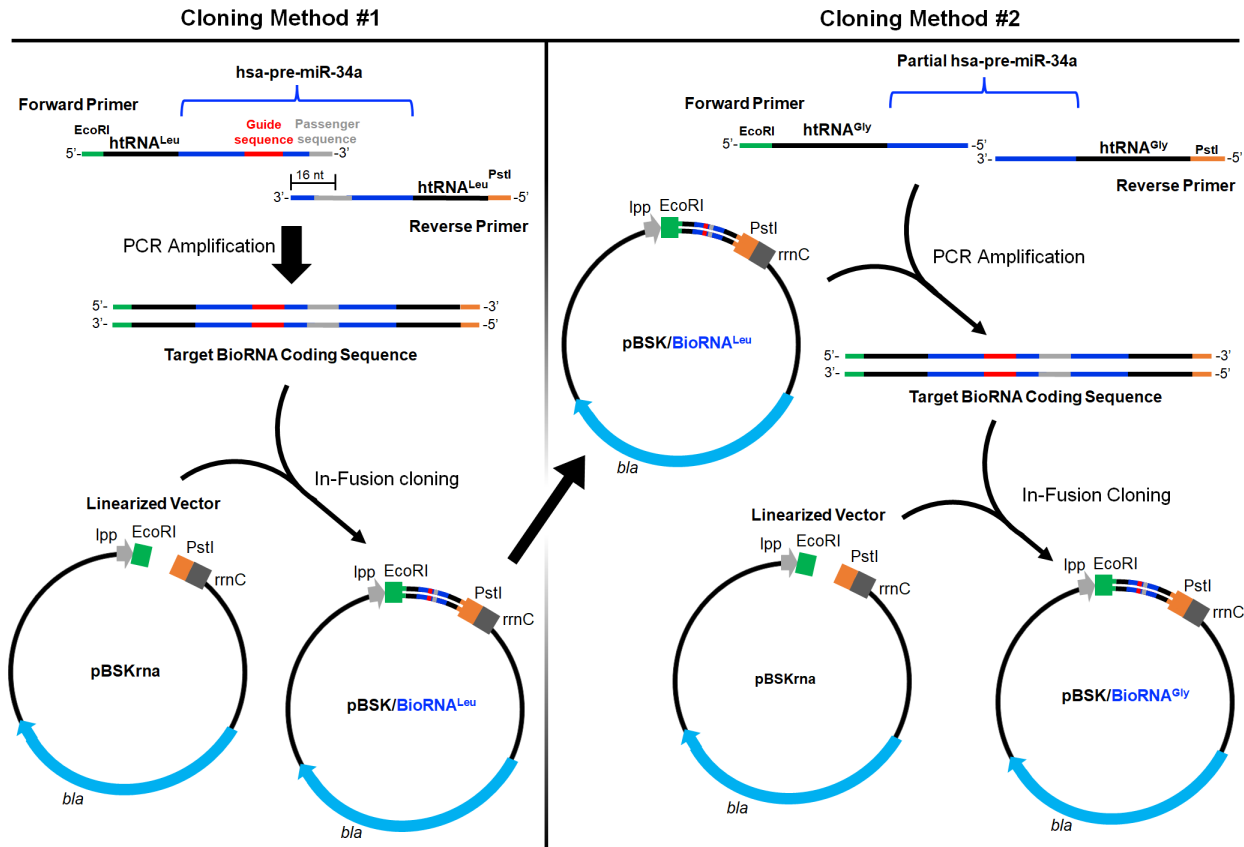 Cloning Method #1
hsa-pre-miR-34a
Forward Primer
EcoRI
htRNA^Leu
Guide
sequence
Passenger
sequence
5’-
-3’
16 nt
htRNA^Leu
PstI
3’-
-5’
Reverse Primer
PCR Amplification
5’-
-3’
3’-
-5’
Target BioRNA Coding Sequence
In-Fusion cloning
Linearized Vector
lpp
EcoRI
PstI
rrnC
pBSKrna
bla
lpp
EcoRI
PstI
rrnC
pBSK/BioRNA^Leu
bla
Cloning Method #2
Partial hsa-pre-miR-34a
Forward Primer
EcoRI
htRNA^Gly
5’-
-5’
htRNA^Gly
PstI
3’-
-5’
Reverse Primer
lpp
EcoRI
PstI
rrnC
pBSK/BioRNA^Leu
bla
PCR Amplification
5’-
-3’
3’-
-5’
Target BioRNA Coding Sequence
In-Fusion Cloning
Linearized Vector
lpp
EcoRI
PstI
rrnC
pBSKrna
bla
lpp
EcoRI
PstI
rrnC
pBSK/BioRNA^Gly
bla